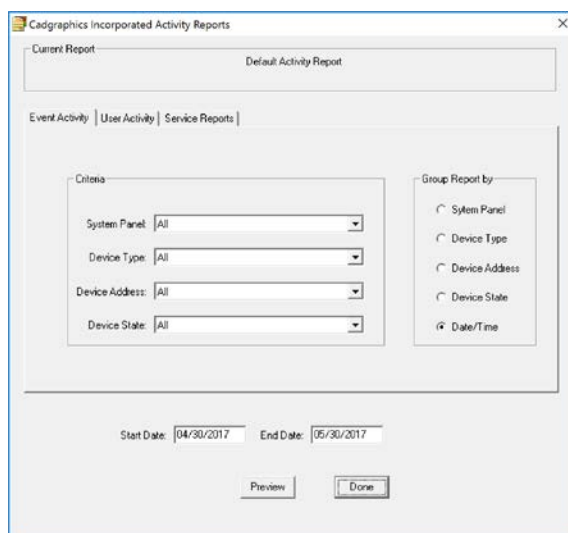 Cadgraphics Incorporated Activity Reports
Current Report
Default Activity Report
Event Activity User Activity Service Reports
Criteria
System Panel: All
Device Type: All
Device Address: All
Device State: All
Group Report by
Sytem Panel
Device Type
Device Address
Device State
Date/Time
Start Date: 04/30/2017 End Date: 05/30/2017
Preview Done